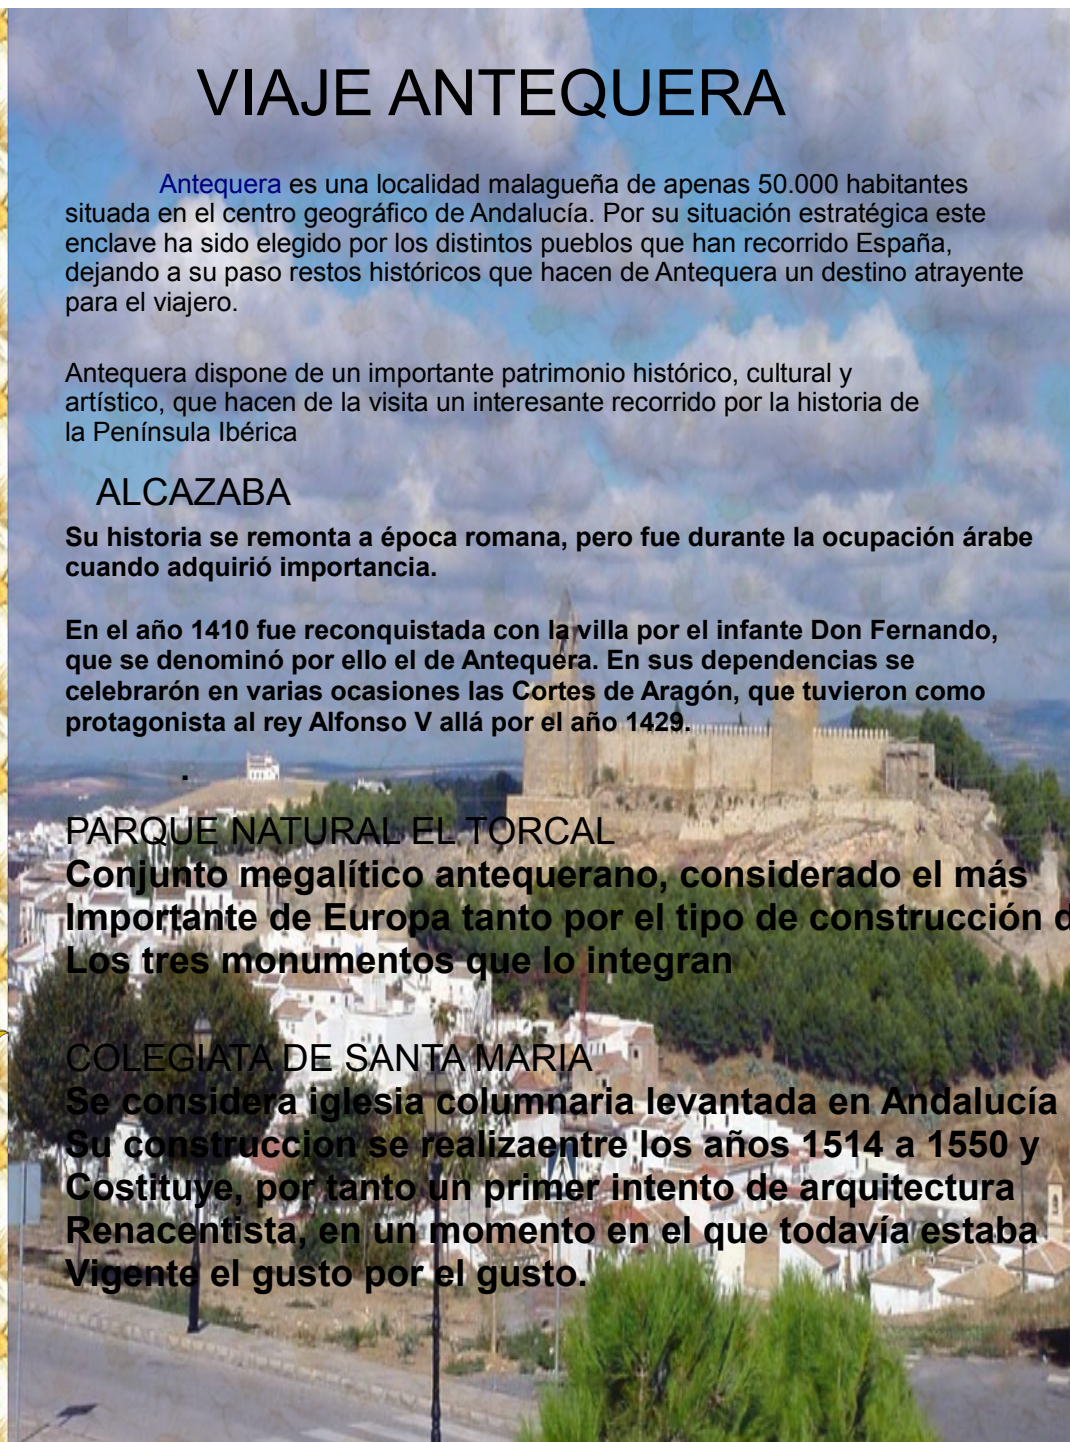 VIAJE ANTEQUERA
Antequera es una localidad malagueña de apenas 50.000 habitantes
situada en el centro geográfico de Andalucía. Por su situación estratégica este
enclave ha sido elegido por los distintos pueblos que han recorrido España,
dejando a su paso restos históricos que hacen de Antequera un destino atrayente
para el viajero.
Antequera dispone de un importante patrimonio histórico, cultural y
artístico, que hacen de la visita un interesante recorrido por la historia de
la Península Ibérica
ALCAZABA
Su historia se remonta a época romana, pero fue durante la ocupación árabe
cuando adquirió importancia.
En el año 1410 fue reconquistada con la villa por el infante Don Fernando,
que se denominó por ello el de Antequera. En sus dependencias se
celebrarón en varias ocasiones las Cortes de Aragón, que tuvieron como
protagonista al rey Alfonso V allá por el año 1429.
.
PARQUE NATURAL EL TORCAL
Conjunto megalítico antequerano, considerado el más
Importante de Europa tanto por el tipo de construcción d
Los tres monumentos que lo integran
COLEGIATA DE SANTA MARIA
Se considera iglesia columnaria levantada en Andalucía
Su construccion se realizaentre los años 1514 a 1550 y
Costituye, por tanto un primer intento de arquitectura
Renacentista, en un momento en el que todavía estaba
Vigente el gusto por el gusto.